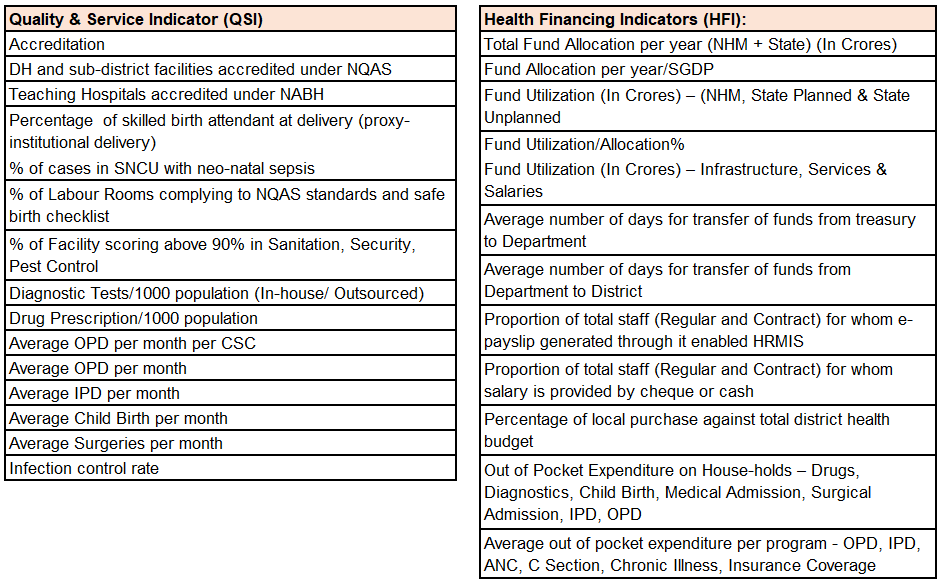 Quality & Service Indicator (QSI)
Accreditation
DH and sub-district facilities accredited under NQAS
Teaching Hospitals accredited under NABH
Percentage  of skilled birth attendant at delivery (proxy-
institutional delivery)
% of cases in SNCU with neo-natal sepsis
% of Labour Rooms complying to NQAS standards and safe
birth checklist
% of Facility scoring above 90% in Sanitation, Security,
Pest Control
Diagnostic Tests/1000 population (In-house/ Outsourced)
Drug Prescription/1000 population
Average OPD per month per CSC
Average OPD per month
Average IPD per month
Average Child Birth per month
Average Surgeries per month
Infection control rate
Health Financing Indicators (HFI):
Total Fund Allocation per year (NHM + State) (In Crores)
Fund Allocation per year/SGDP
Fund Utilization (In Crores) – (NHM, State Planned & State
Unplanned
Fund Utilization/Allocation%
Fund Utilization (In Crores) – Infrastructure, Services &
Salaries
Average number of days for transfer of funds from treasury
to Department
Average number of days for transfer of funds from
Department to District
Proportion of total staff (Regular and Contract) for whom e-
payslip generated through it enabled HRMIS
Proportion of total staff (Regular and Contract) for whom
salary is provided by cheque or cash
Percentage of local purchase against total district health
budget
Out of Pocket Expenditure on House-holds – Drugs,
Diagnostics, Child Birth, Medical Admission, Surgical
Admission, IPD, OPD
Average out of pocket expenditure per program - OPD, IPD,
ANC, C Section, Chronic Illness, Insurance Coverage